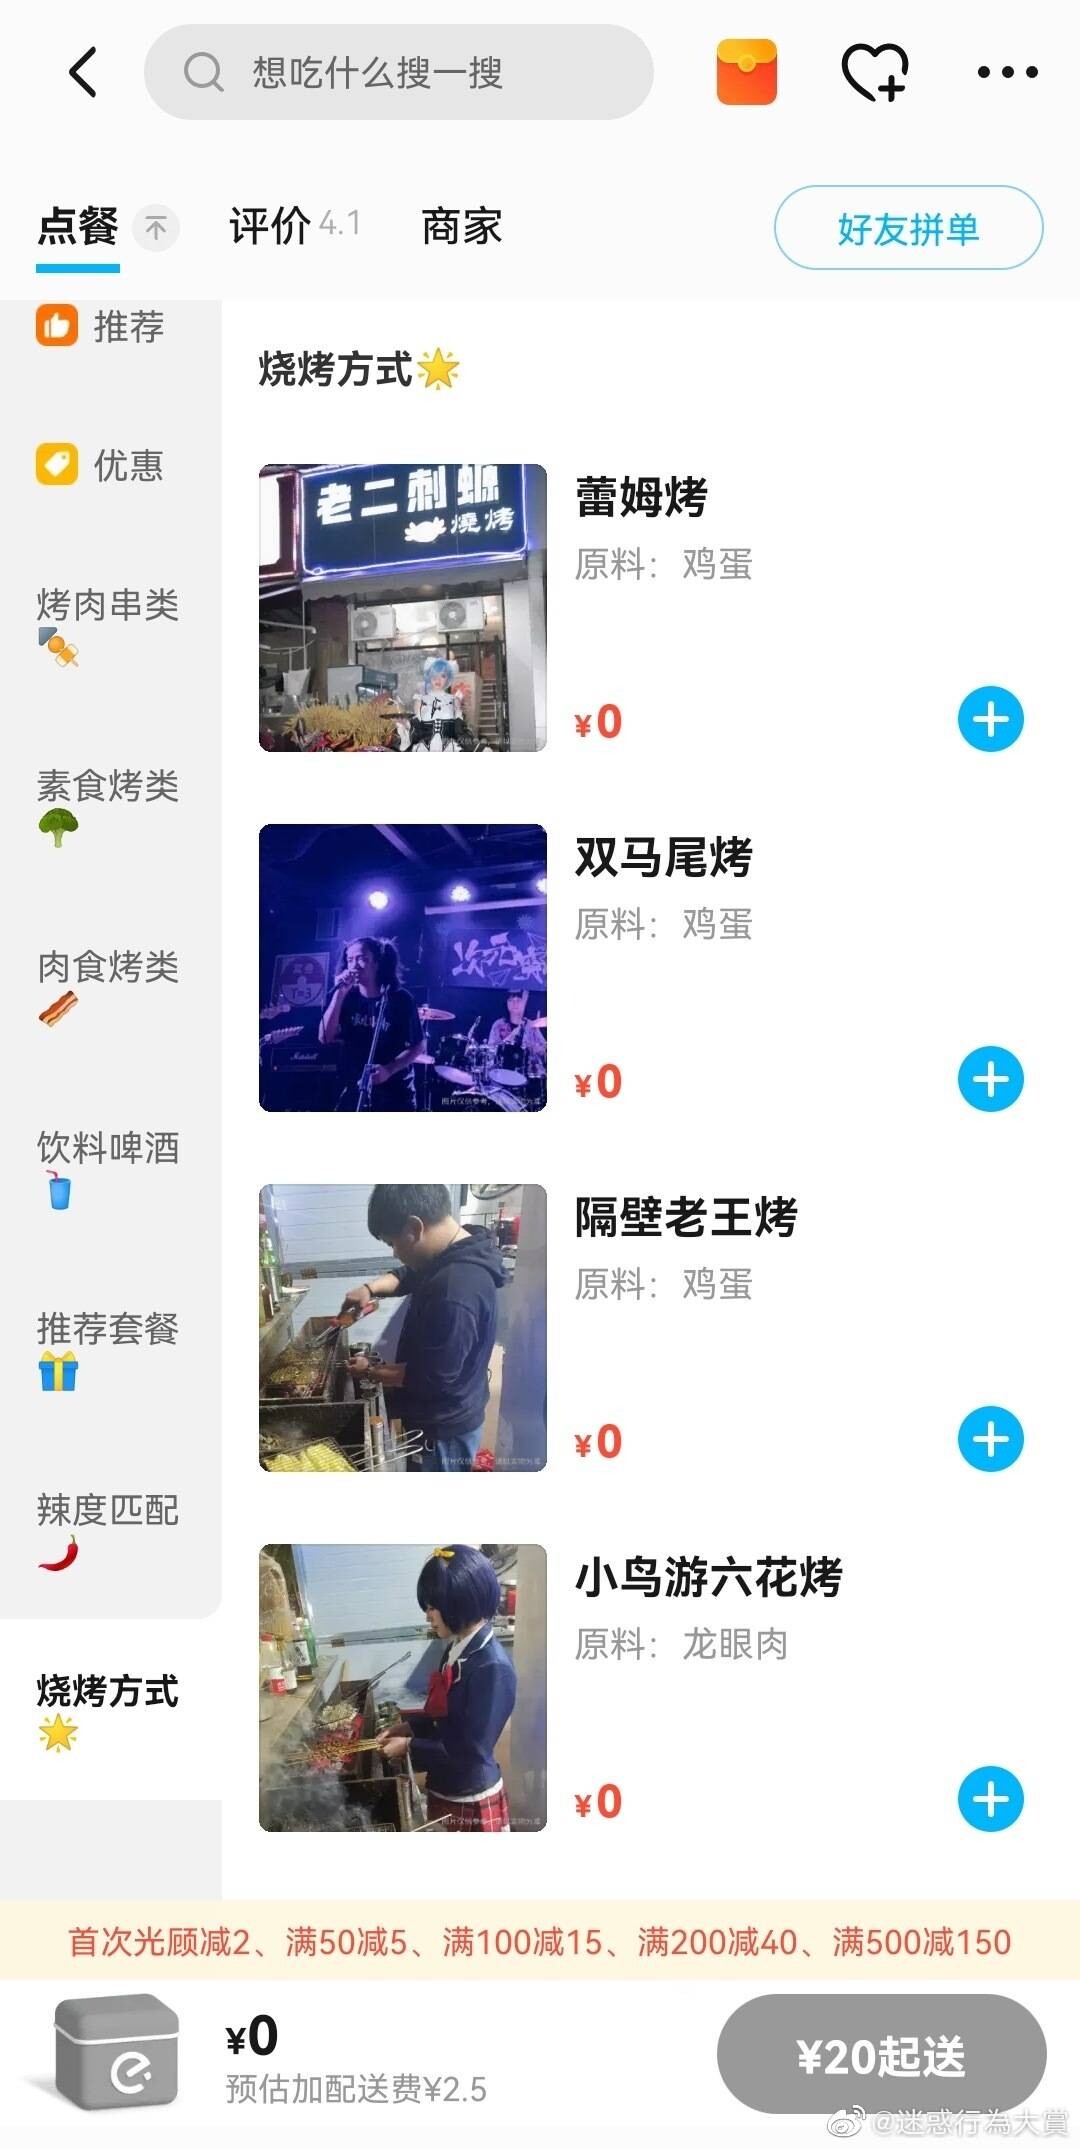 想吃什么搜一搜
点餐
评价 4.1
商家
好友拼单
推荐
优惠
烤肉串类
素食烤类
肉食烤类
饮料啤酒
推荐套餐
辣度匹配
烧烤方式
烧烤方式🌟
老二刺螈
燒烤
蕾姆烤
原料：鸡蛋
¥0
次元
Marshall
双马尾烤
原料：鸡蛋
¥0
隔壁老王烤
原料：鸡蛋
¥0
小鸟游六花烤
原料：龙眼肉
¥0
首次光顾减2、满50减5、满100减15、满200减40、满500减150
¥0
预估加配送费¥2.5
¥20起送
@迷惑行為大賞